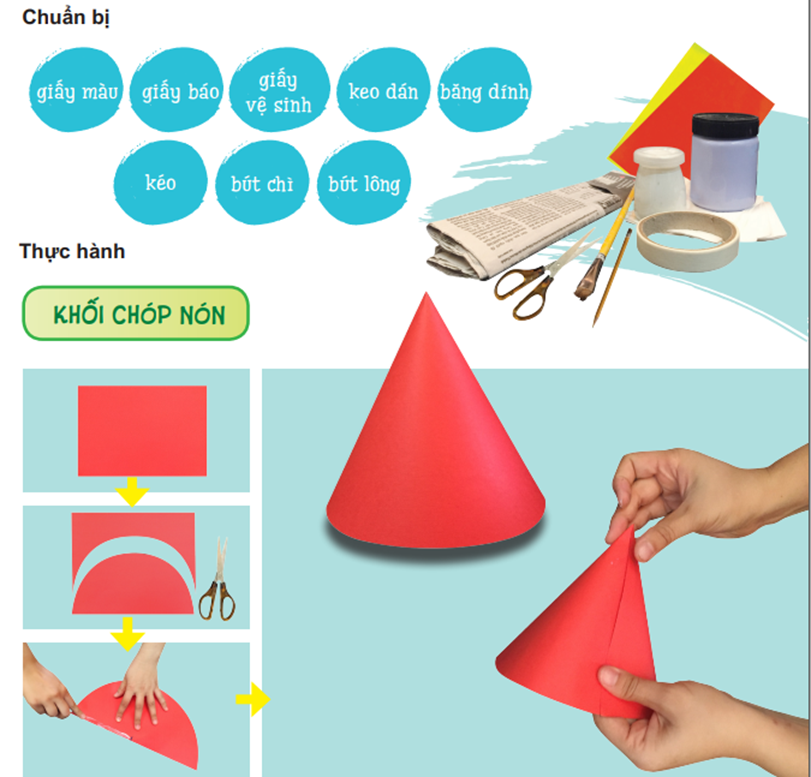 Chuẩn bị
giấy màu
giấy báo
giấy
vệ sinh
keo dán
băng dính
kéo
bút chì
bút lông
Thực hành
KHỐI CHÓP NÓN